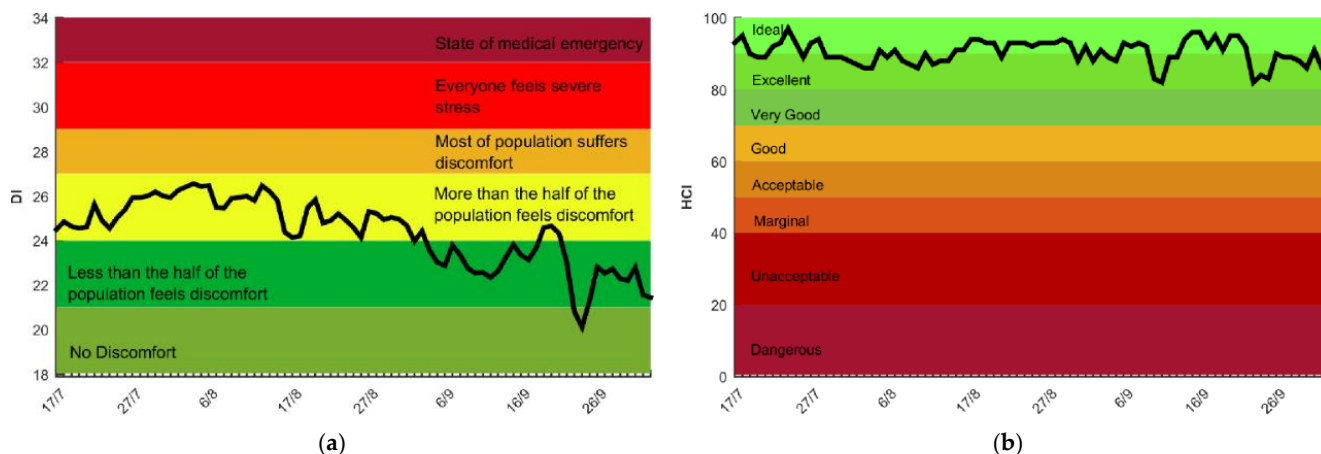 34
32
30
28
26
24
22
20
18
DI
State of medical emergency
Everyone feels severe
stress
Most of population suffers
discomfort
More than the half of the
population feels discomfort
Less than the half of the
population feels discomfort
No Discomfort
17/7
27/7
6/8
17/8
27/8
6/9
16/9
26/9
(a)
100
80
60
40
20
0
HCI
Ideal
Excellent
Very Good
Good
Acceptable
Marginal
Unacceptable
Dangerous
17/7
27/7
6/8
17/8
27/8
6/9
16/9
26/9
(b)